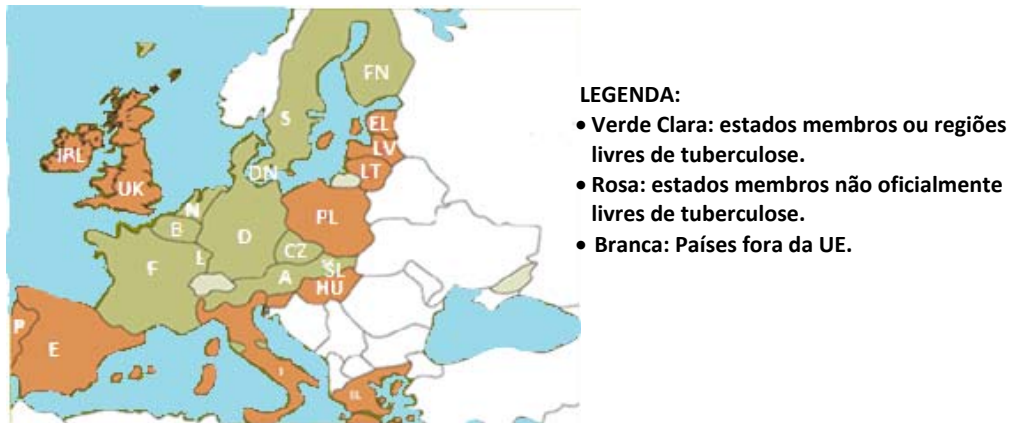 FN
S
EL
LV
LT
DN
IRL
UK
N
B
PL
D
L
CZ
F
SL
A
HU
P
E
I
LEGENDA:
• Verde Clara: estados membros ou regiões
livres de tuberculose.
• Rosa: estados membros não oficialmente
livres de tuberculose.
• Branca: Países fora da UE.